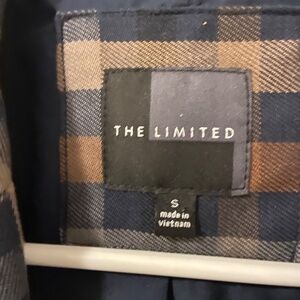 THE LIMITED
S
made in
vietnam